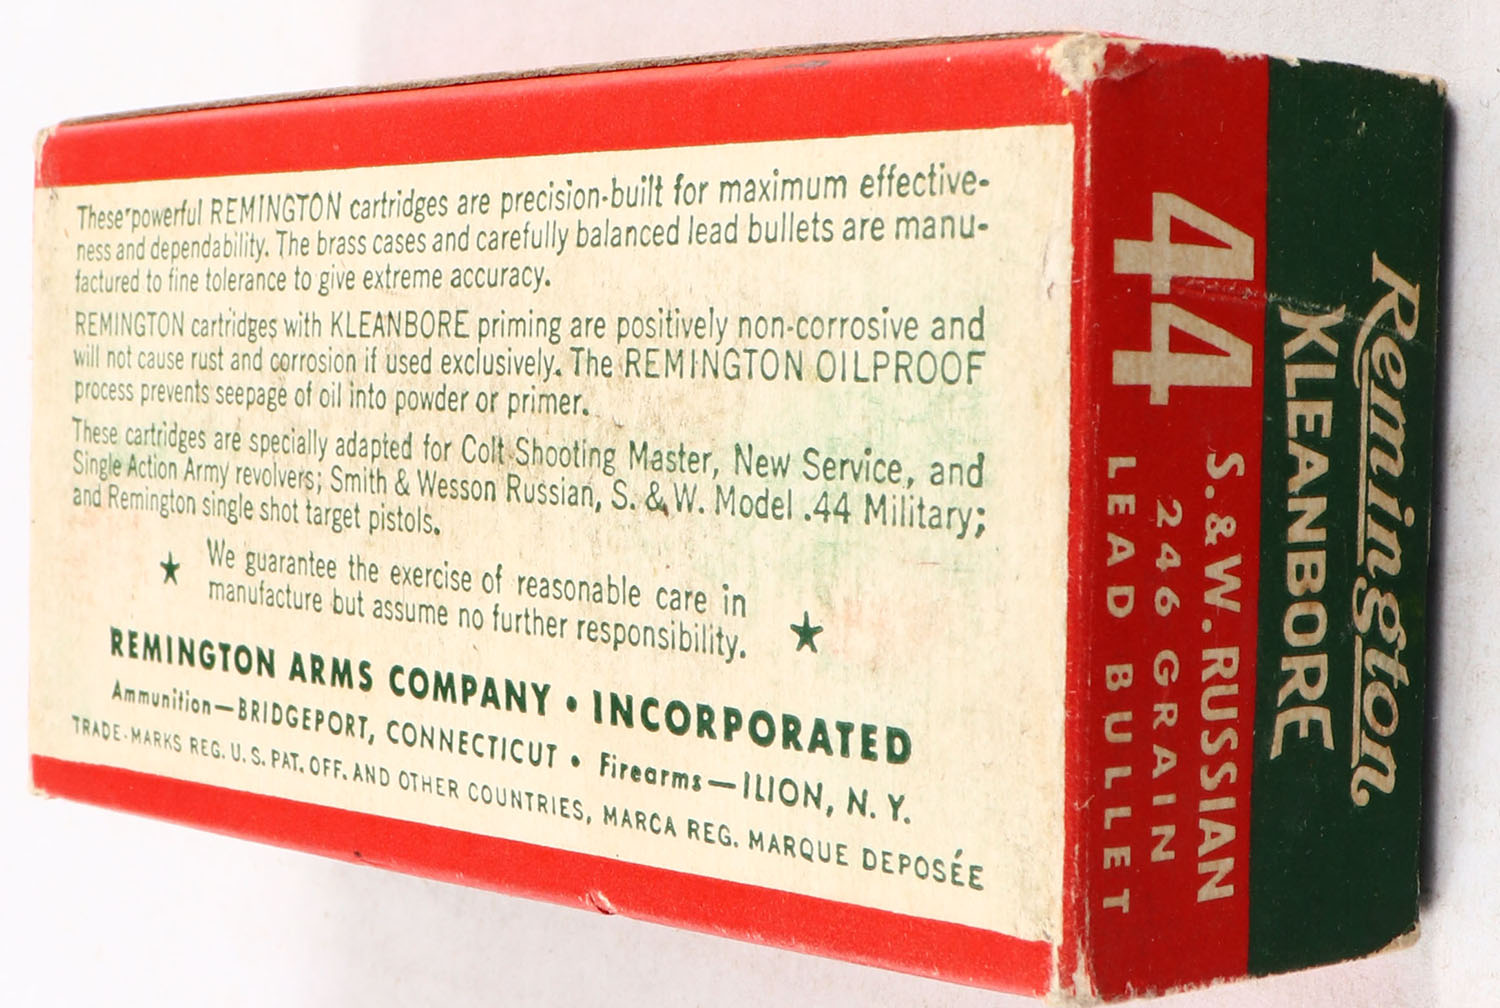 These powerful REMINGTON cartridges are precision-built for maximum effective-
ness and dependability. The brass cases and carefully balanced lead bullets are manu-
factured to fine tolerance to give extreme accuracy.
REMINGTON cartridges with KLEANBORE priming are positively non-corrosive and
will not cause rust and corrosion if used exclusively. The REMINGTON OILPROOF
process prevents seepage of oil into powder or primer.
These cartridges are specially adapted for Colt Shooting Master, New Service, and
Single Action Army revolvers; Smith & Wesson Russian, S. & W. Model .44 Military;
and Remington single shot target pistols.
We guarantee the exercise of reasonable care in
manufacture but assume no further responsibility.
REMINGTON ARMS COMPANY • INCORPORATED
Ammunition—BRIDGEPORT, CONNECTICUT • Firearms—ILION, N. Y.
TRADE-MARKS REG. U. S. PAT. OFF. AND OTHER COUNTRIES, MARCA REG. MARQUE DEPOSÉE
Remington
KLEANBORE
44
S. & W. RUSSIAN
246 GRAIN
LEAD BULLET